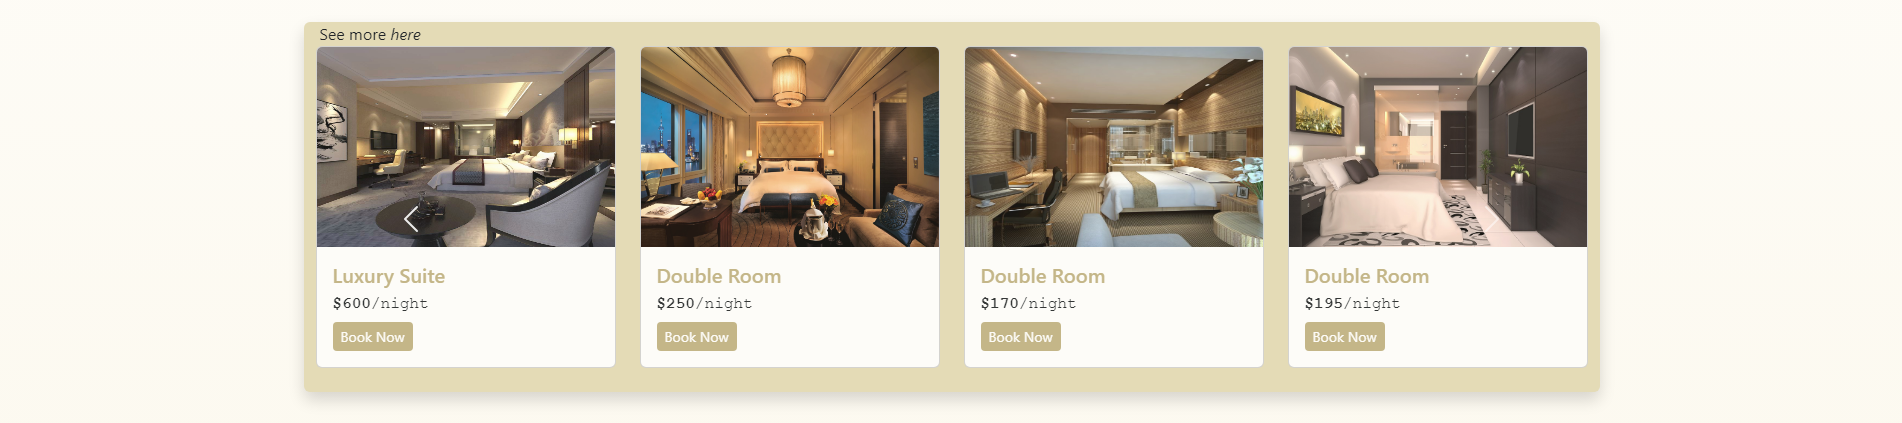 See more here
Luxury Suite
$600/night
Book Now
Double Room
$250/night
Book Now
Double Room
$170/night
Book Now
Double Room
$195/night
Book Now